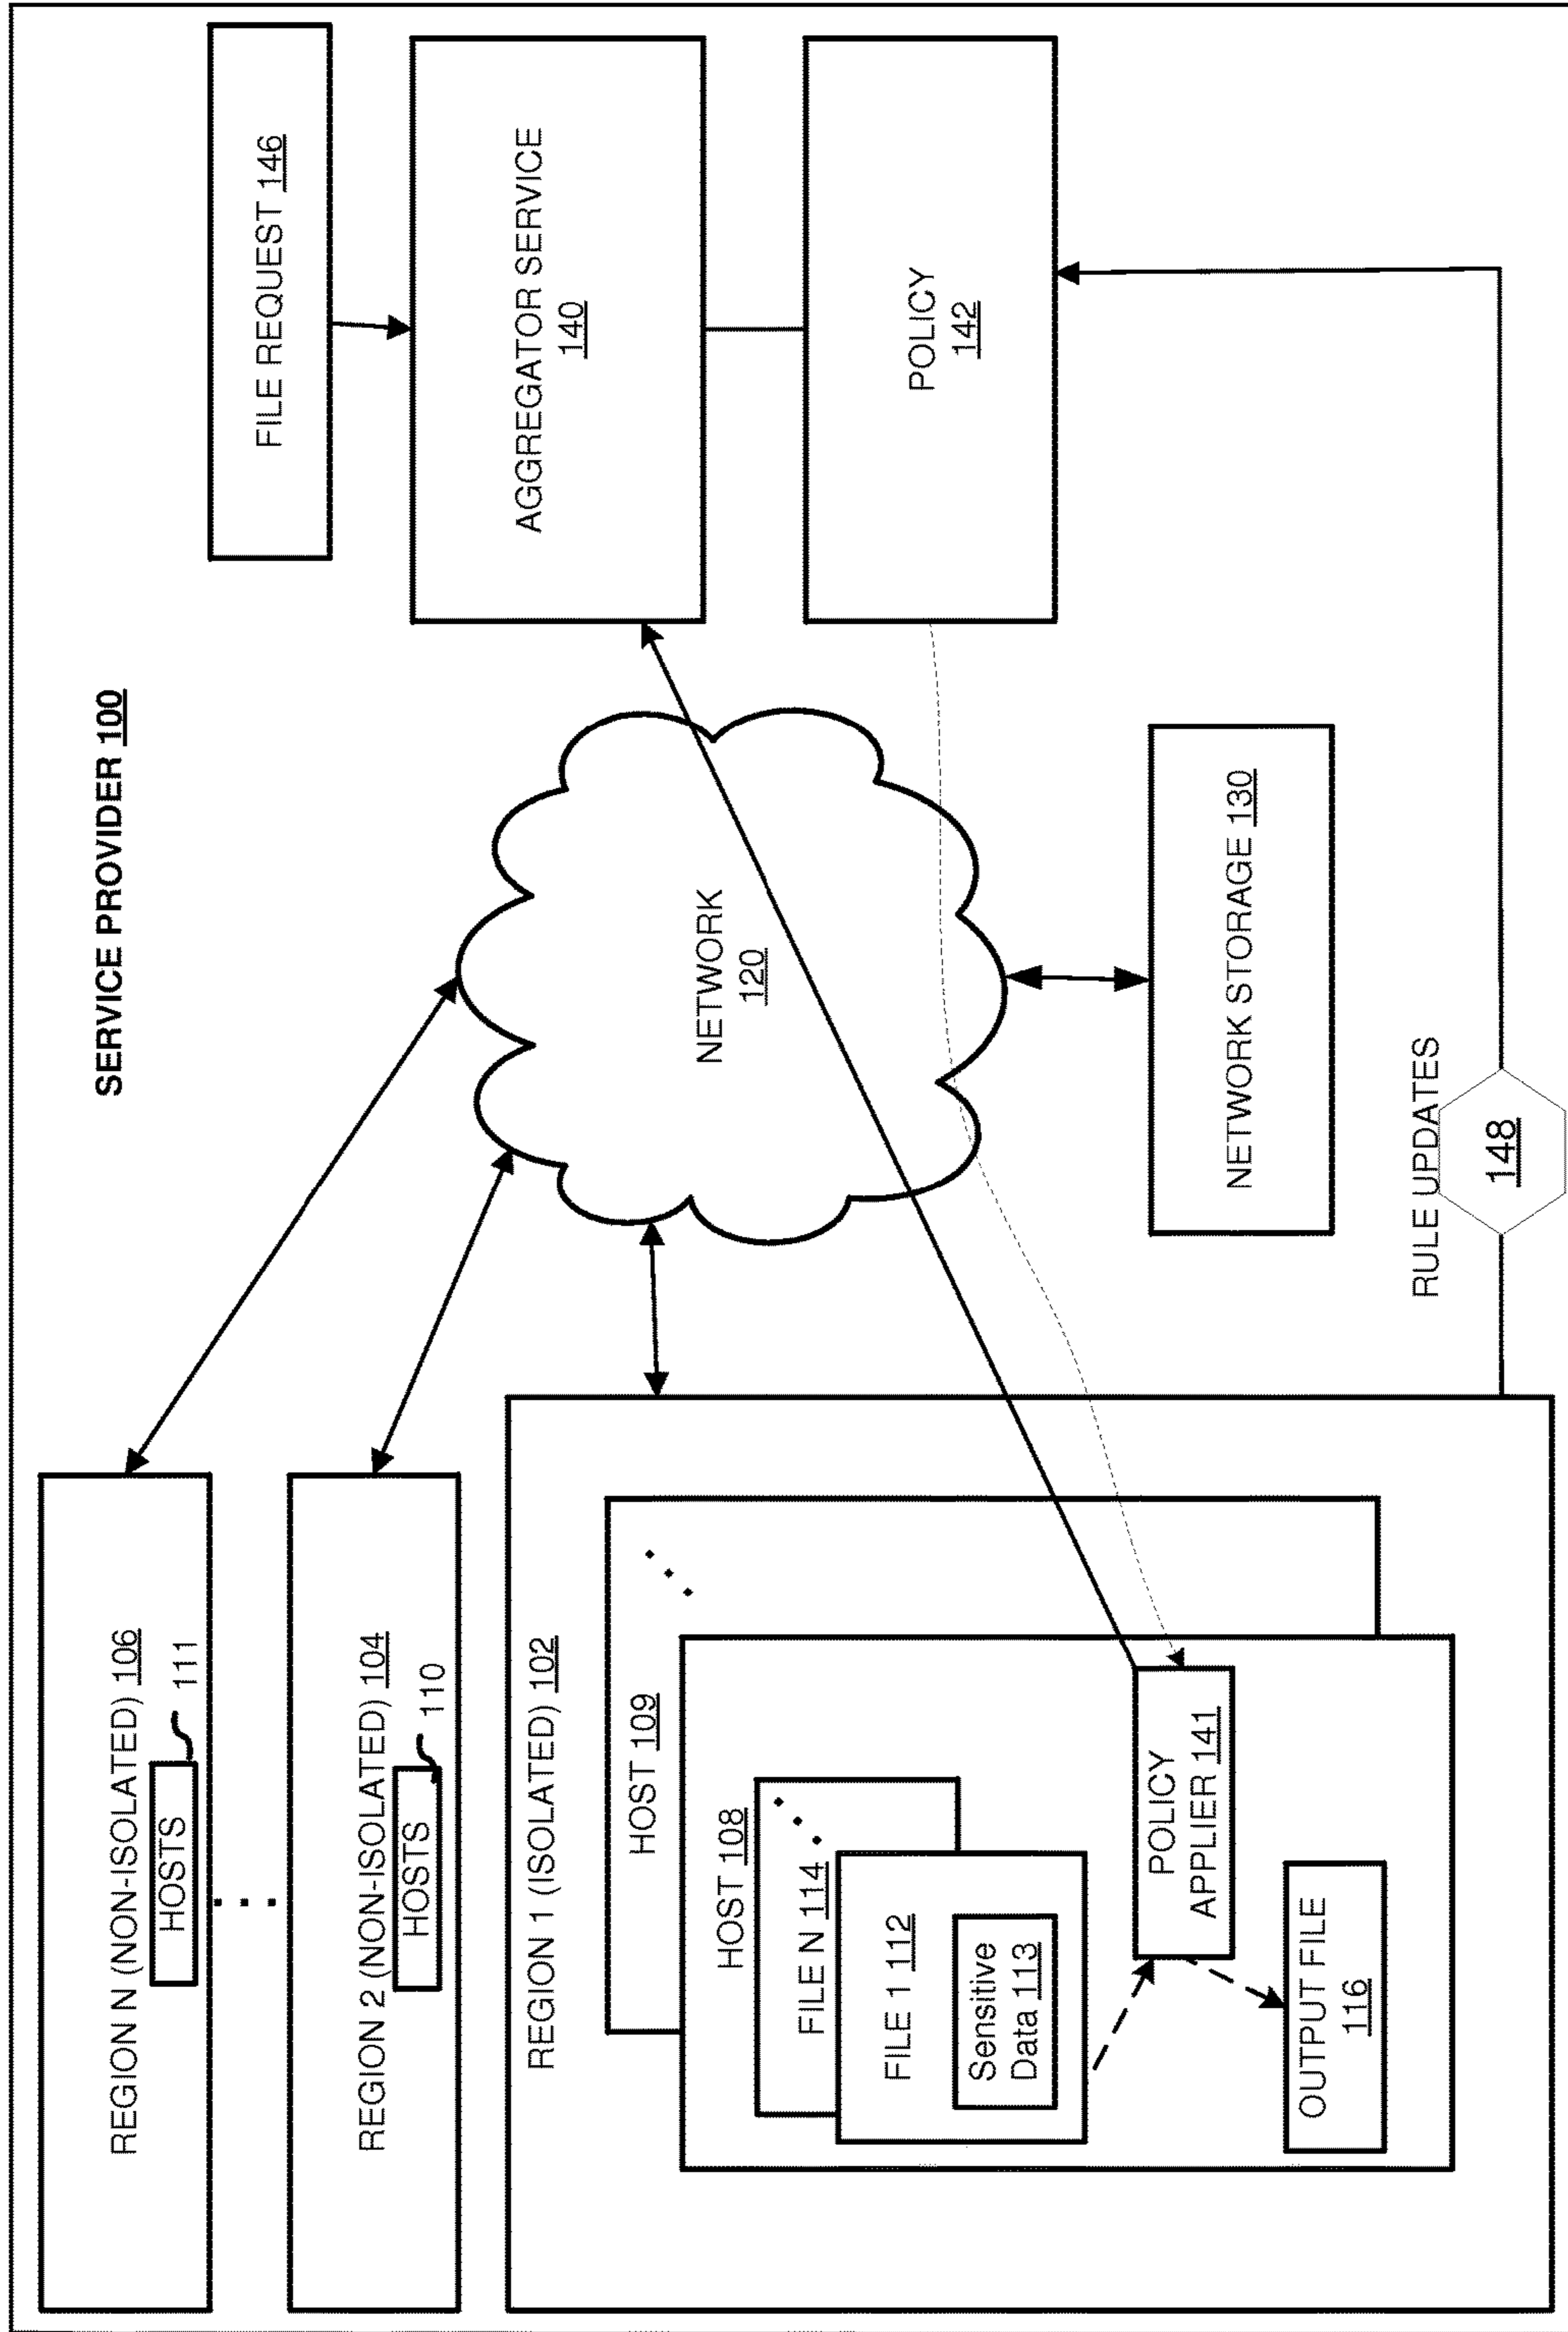 SERVICE PROVIDER 100
REGION N (NON-ISOLATED) 106
HOSTS
111
REGION 2 (NON-ISOLATED) 104
HOSTS
110
REGION 1 (ISOLATED) 102
HOST 109
HOST 108
FILE N 114
FILE 1 112
Sensitive
Data 113
POLICY
APPLIER 141
OUTPUT FILE
116
NETWORK
120
NETWORK STORAGE 130
RULE UPDATES
148
FILE REQUEST 146
AGGREGATOR SERVICE
140
POLICY
142